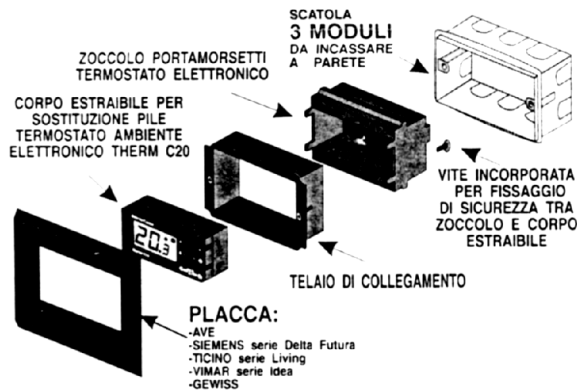 SCATOLA
3 MODULI
DA INCASSARE
A PARETE
ZOCCOLO PORTAMORSETTI
TERMOSTATO ELETTRONICO
CORPO ESTRAIBILE PER
SOSTITUZIONE PILE
TERMOSTATO AMBIENTE
ELETTRONICO THERM C20
VITE INCORPORATA
PER FISSAGGIO
DI SICUREZZA TRA
ZOCCOLO E CORPO
ESTRAIBILE
20.3°
TELAIO DI COLLEGAMENTO
PLACCA:
-AVE
-SIEMENS serie Delta Futura
-TICINO serie Living
-VIMAR serie Idea
-GEWISS